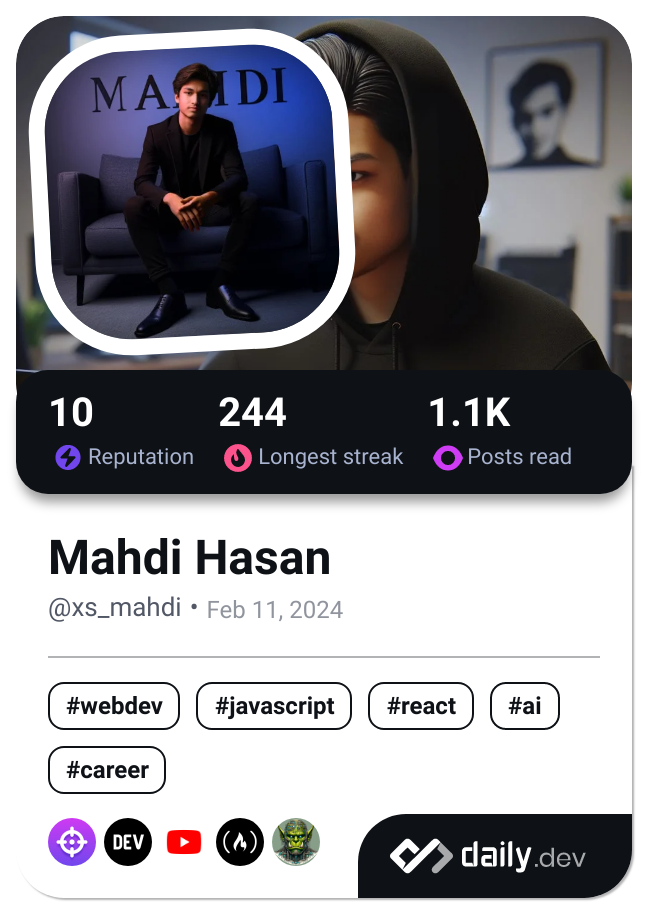 10 244 1.1K
Reputation Longest streak Posts read
Mahdi Hasan
@xs_mahdi • Feb 11, 2024
#webdev #javascript #react #ai
#career
DEV
daily.dev